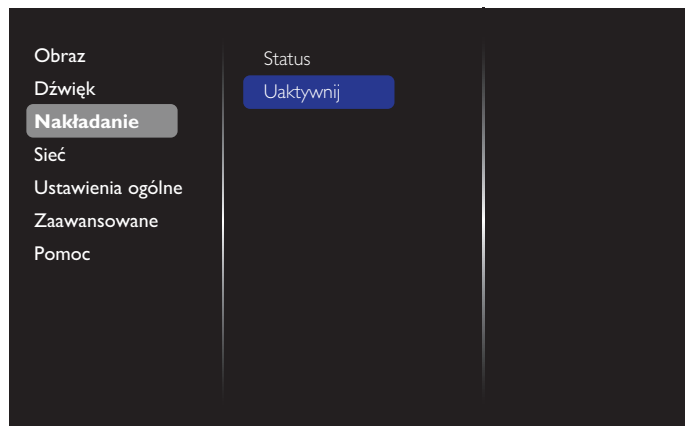 Obraz
Dźwięk
Nakładanie
Sieć
Ustawienia ogólne
Zaawansowane
Pomoc
Status
Uaktywnij